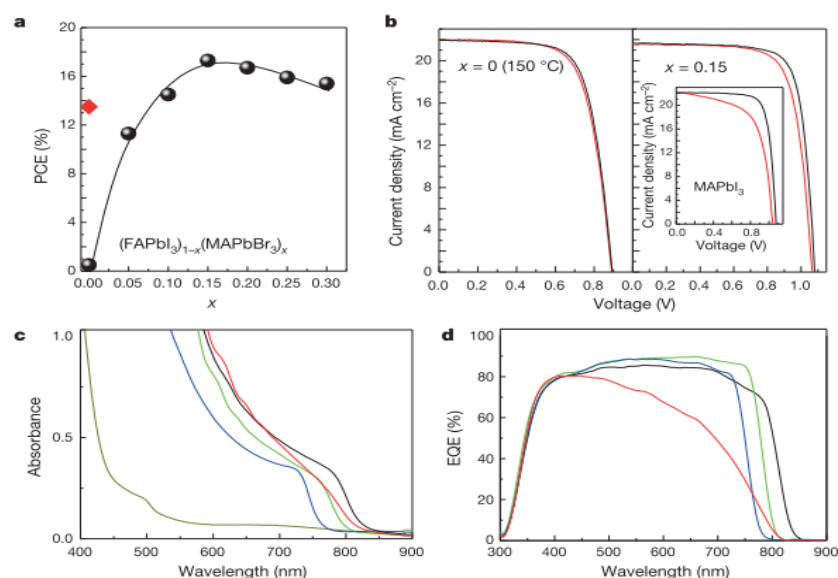 a
20
16
12
8
4
0
PCE (%)
(FAPbI₃)₁₋ₓ(MAPbBr₃)ₓ
0.00 0.05 0.10 0.15 0.20 0.25 0.30
x
b
20
16
12
8
4
0
Current density (mA cm⁻²)
x = 0 (150 °C)
x = 0.15
20
16
12
8
4
0
Current density (mA cm⁻²)
MAPbI₃
0.0 0.5 1.0
Voltage (V)
0.0 0.2 0.4 0.6 0.8 0.0 0.2 0.4 0.6 0.8 1.0
Voltage (V)
c
1.0
0.5
0.0
Absorbance
400 500 600 700 800 900
Wavelength (nm)
d
100
80
60
40
20
0
EQE (%)
300 400 500 600 700 800 900
Wavelength (nm)